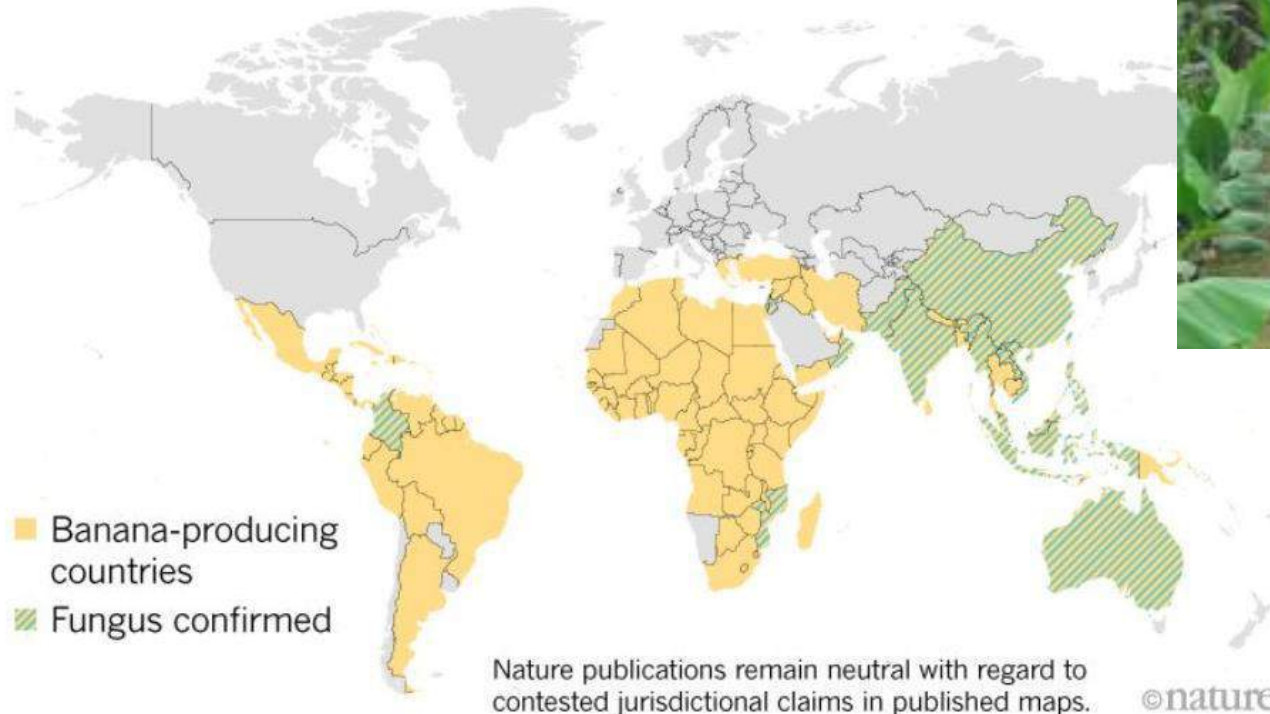 Banana-producing
countries
Fungus confirmed
Nature publications remain neutral with regard to
contested jurisdictional claims in published maps.
©nature